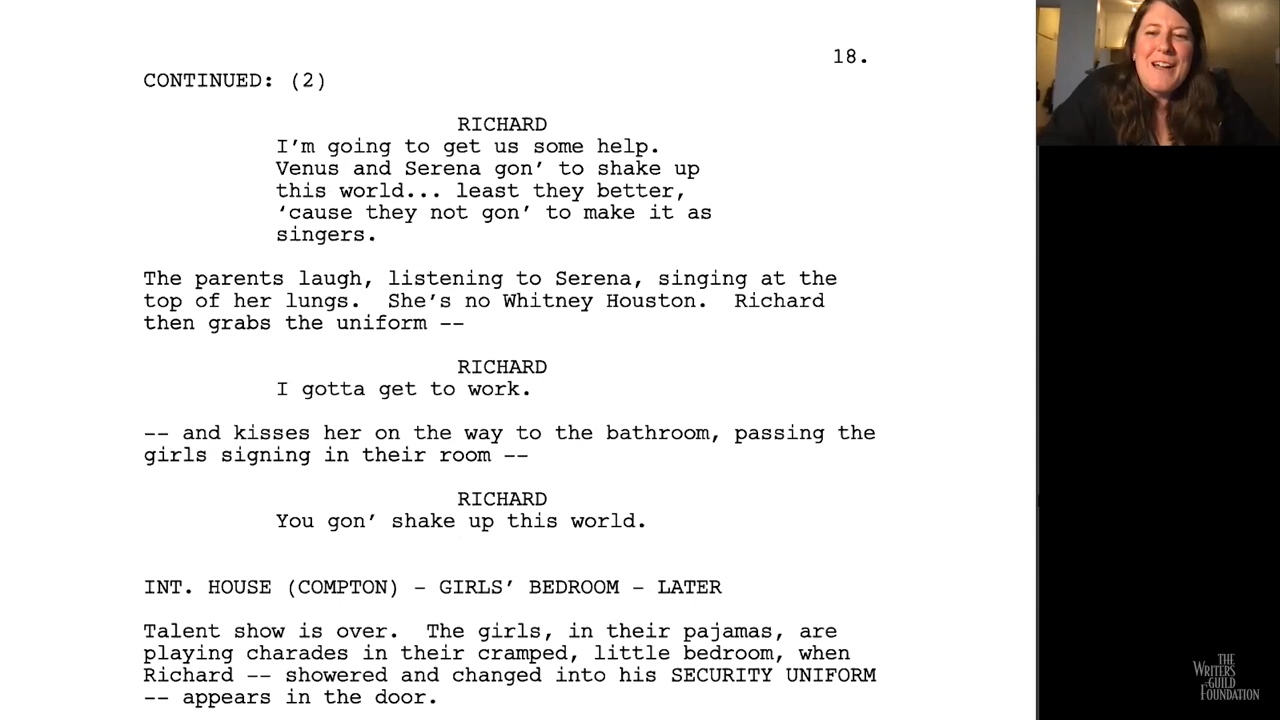 18.
CONTINUED: (2)
RICHARD
I’m going to get us some help.
Venus and Serena gon’ to shake up
this world... least they better,
‘cause they not gon’ to make it as
singers.
The parents laugh, listening to Serena, singing at the
top of her lungs.  She’s no Whitney Houston.  Richard
then grabs the uniform --
RICHARD
I gotta get to work.
-- and kisses her on the way to the bathroom, passing the
girls signing in their room --
RICHARD
You gon’ shake up this world.
INT. HOUSE (COMPTON) – GIRLS’ BEDROOM – LATER
Talent show is over.  The girls, in their pajamas, are
playing charades in their cramped, little bedroom, when
Richard -- showered and changed into his SECURITY UNIFORM
-- appears in the door.
THE
WRITERS
GUILD
FOUNDATION